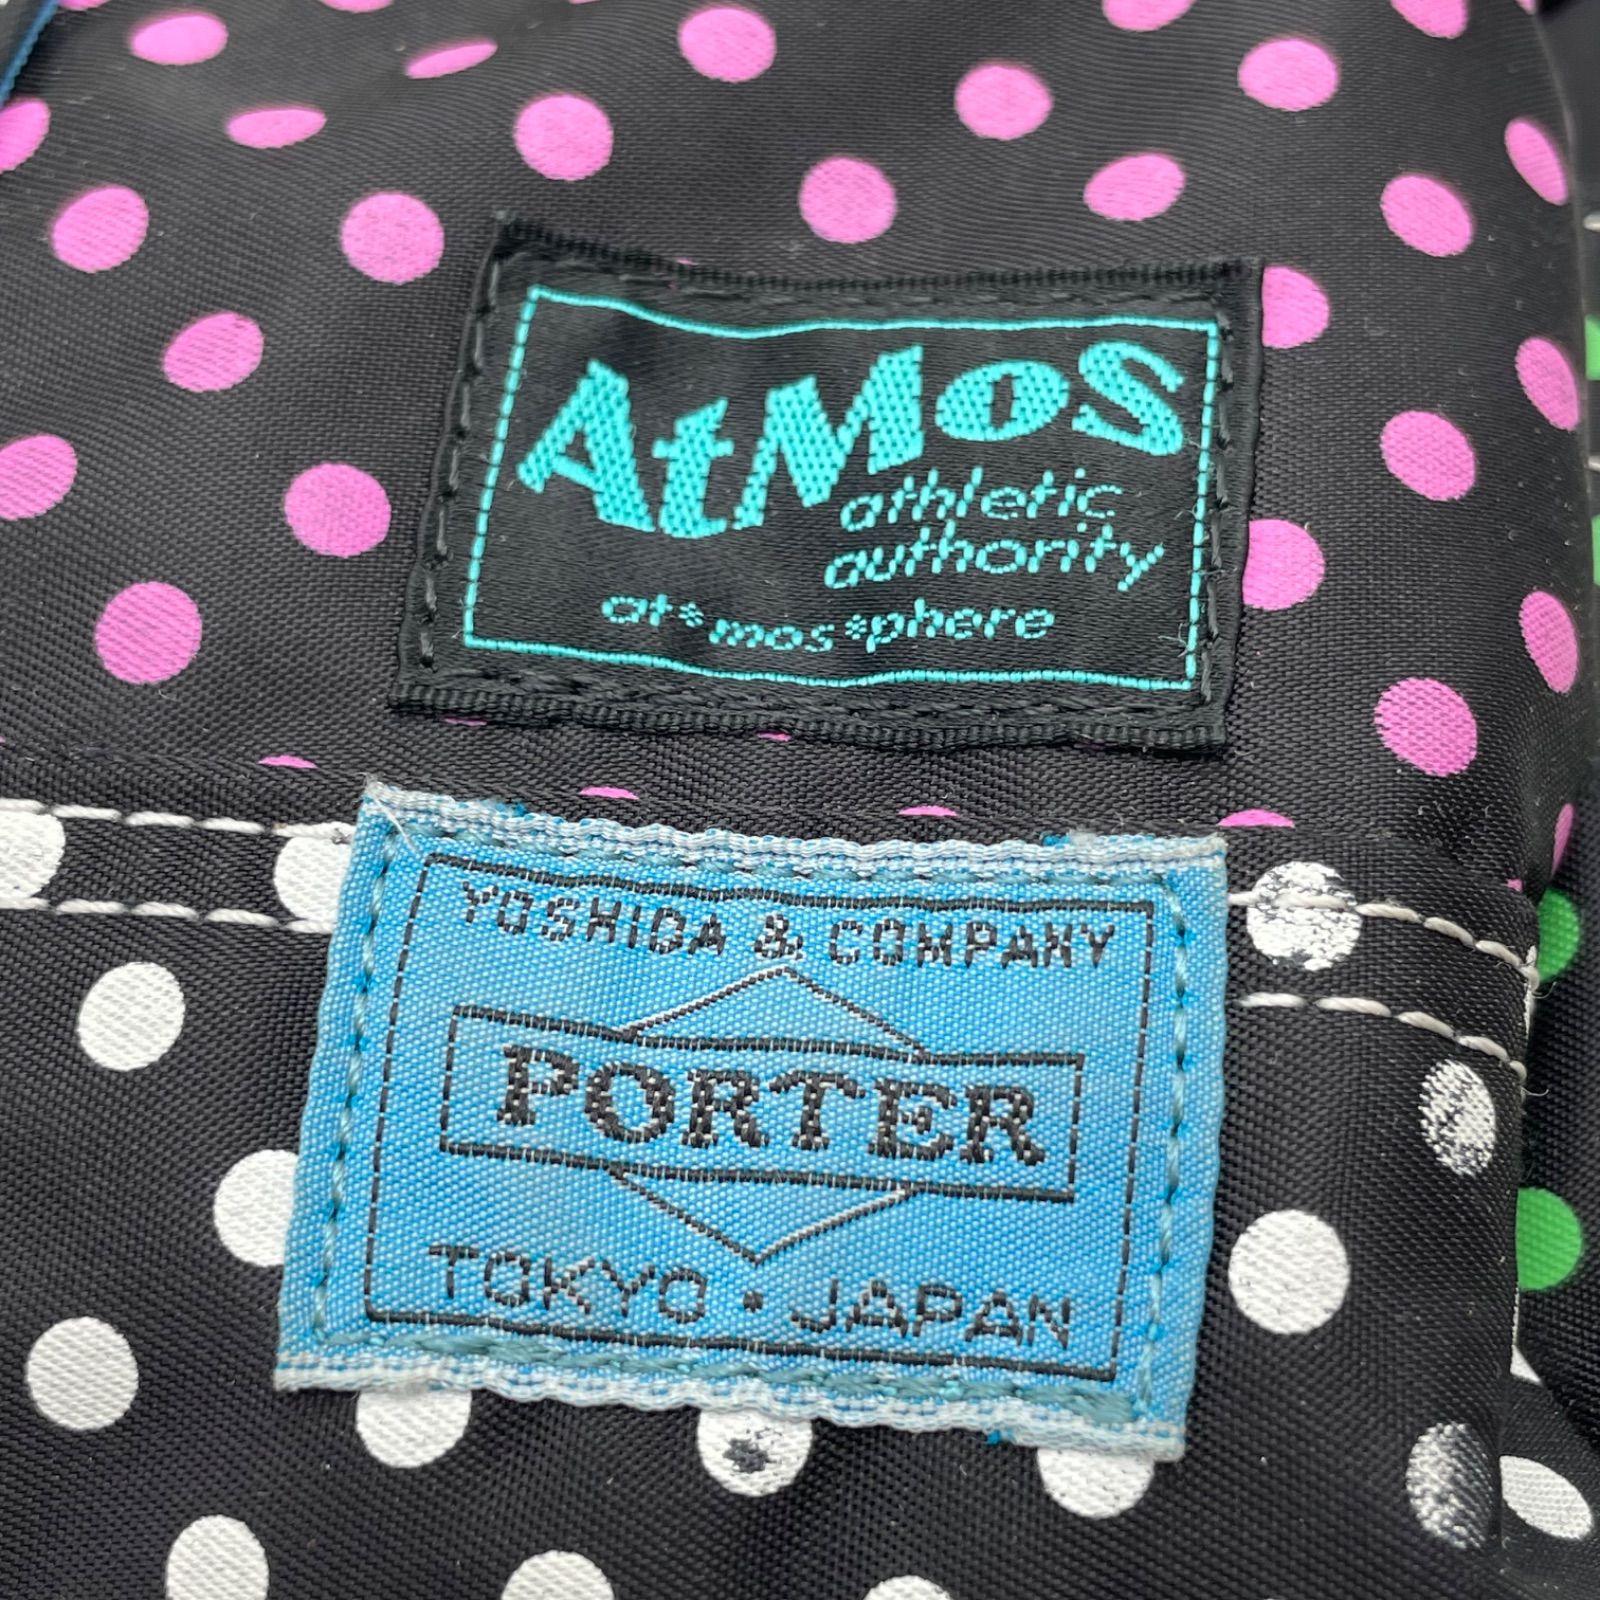 AtMoS
athletic
authority
at*mos*phere
YOSHIDA & COMPANY
PORTER
TOKYO • JAPAN